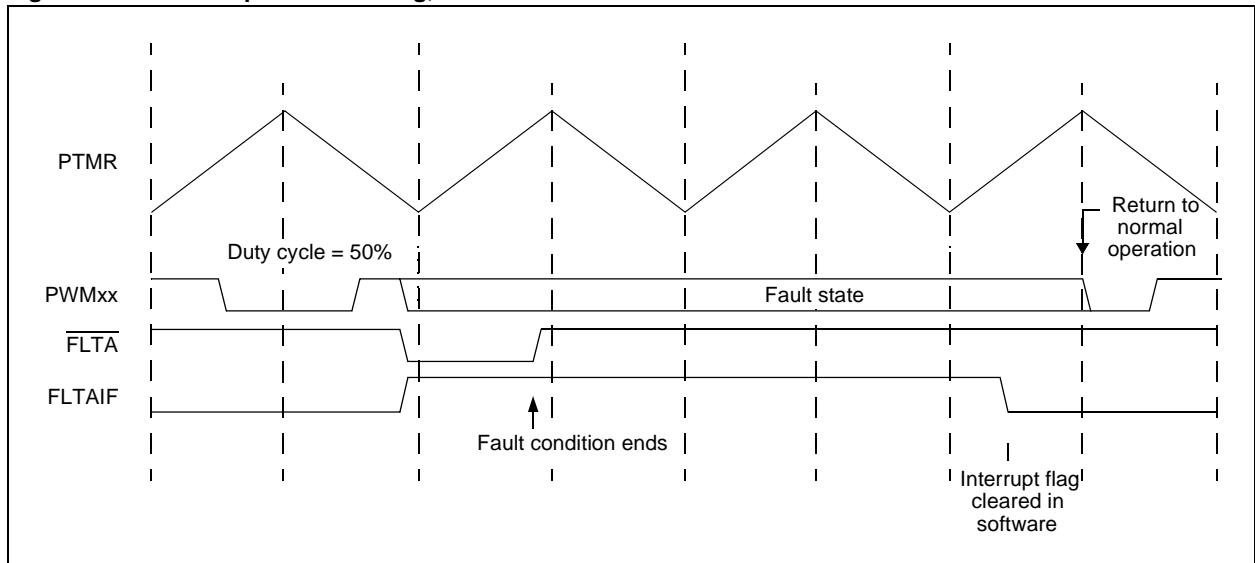 PTMR
Return to
normal
operation
Duty cycle = 50%
PWMxx
Fault state
FLTA
FLTAIF
Fault condition ends
Interrupt flag
cleared in
software